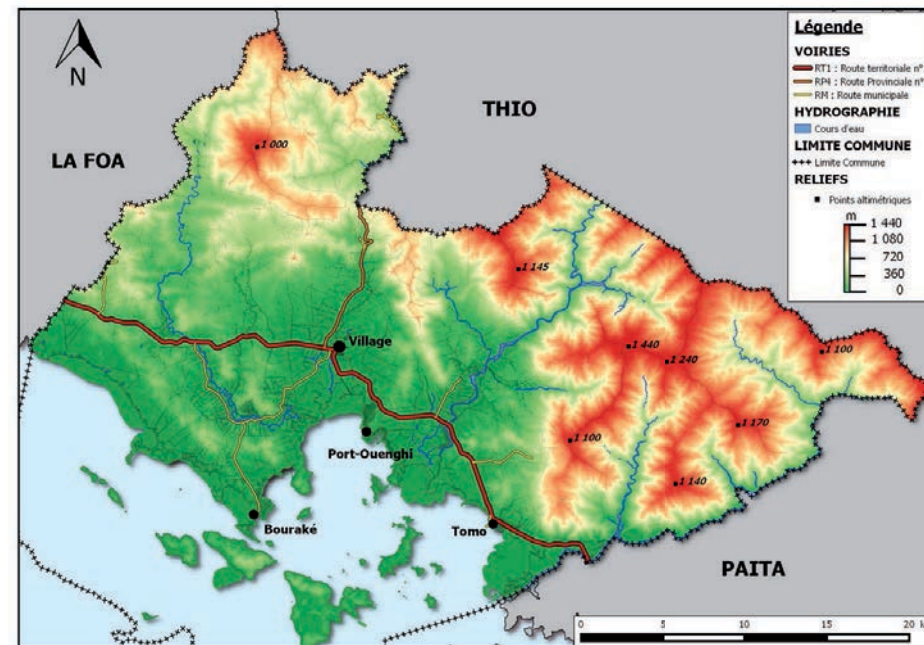 N
THIO
LA FOA
1 000
1 145
1 440
1 240
1 100
1 170
1 100
1 140
Village
Port-Ouenghi
Bouraké
Tomo
PAITA
Légende
VOIRIES
RT1 : Route territoriale n°
RP4 : Route Provinciale n°
RM : Route municipale
HYDROGRAPHIE
Cours d'eau
LIMITE COMMUNE
Limite Commune
RELIEFS
Points altimétriques
m
1 440
1 080
720
360
0
0 5 10 15 20 k